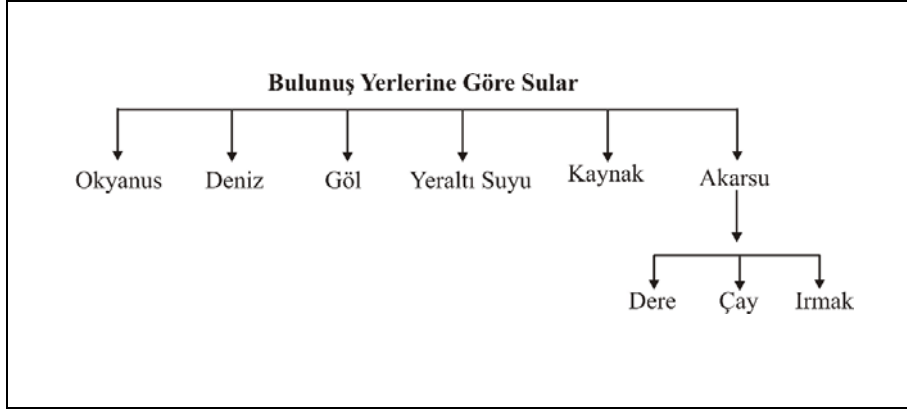 Bulunuş Yerlerine Göre Sular
Okyanus Deniz Göl Yeraltı Suyu Kaynak Akarsu
Dere Çay Irmak